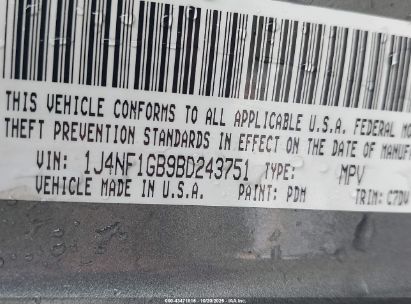 THIS VEHICLE CONFORMS TO ALL APPLICABLE U.S.A. FEDERAL
THEFT PREVENTION STANDARDS IN EFFECT ON THE DATE OF
VIN: 1J4NF1GB9BD243751 TYPE: MPV
VEHICLE MADE IN U.S.A. PAINT: PDM TRIM: C7DV